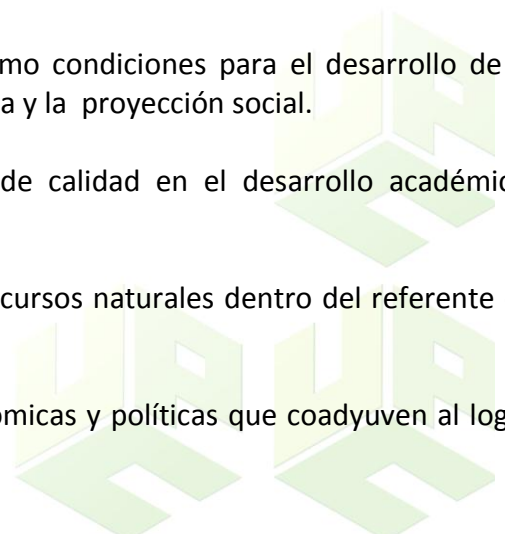 mo condiciones para el desarrollo de
a y la proyección social.
de calidad en el desarrollo académic
cursos naturales dentro del referente
ómicas y políticas que coadyuven al log